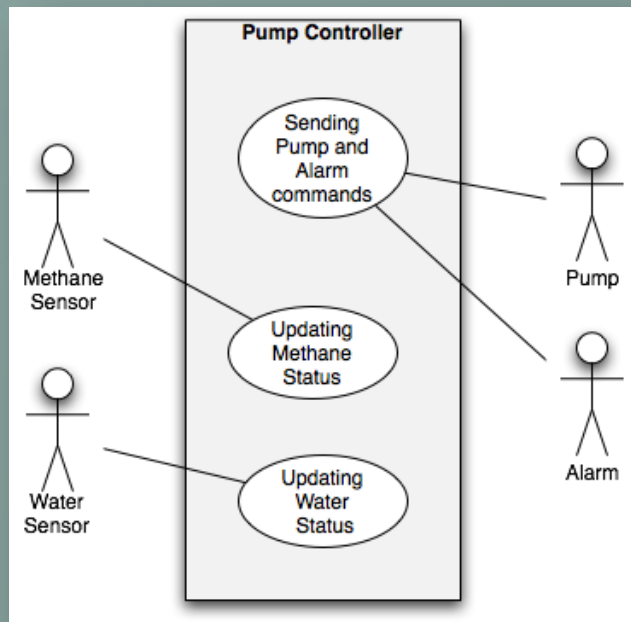 Pump Controller
Sending
Pump and
Alarm
commands
Methane
Sensor
Pump
Updating
Methane
Status
Alarm
Water
Sensor
Updating
Water
Status